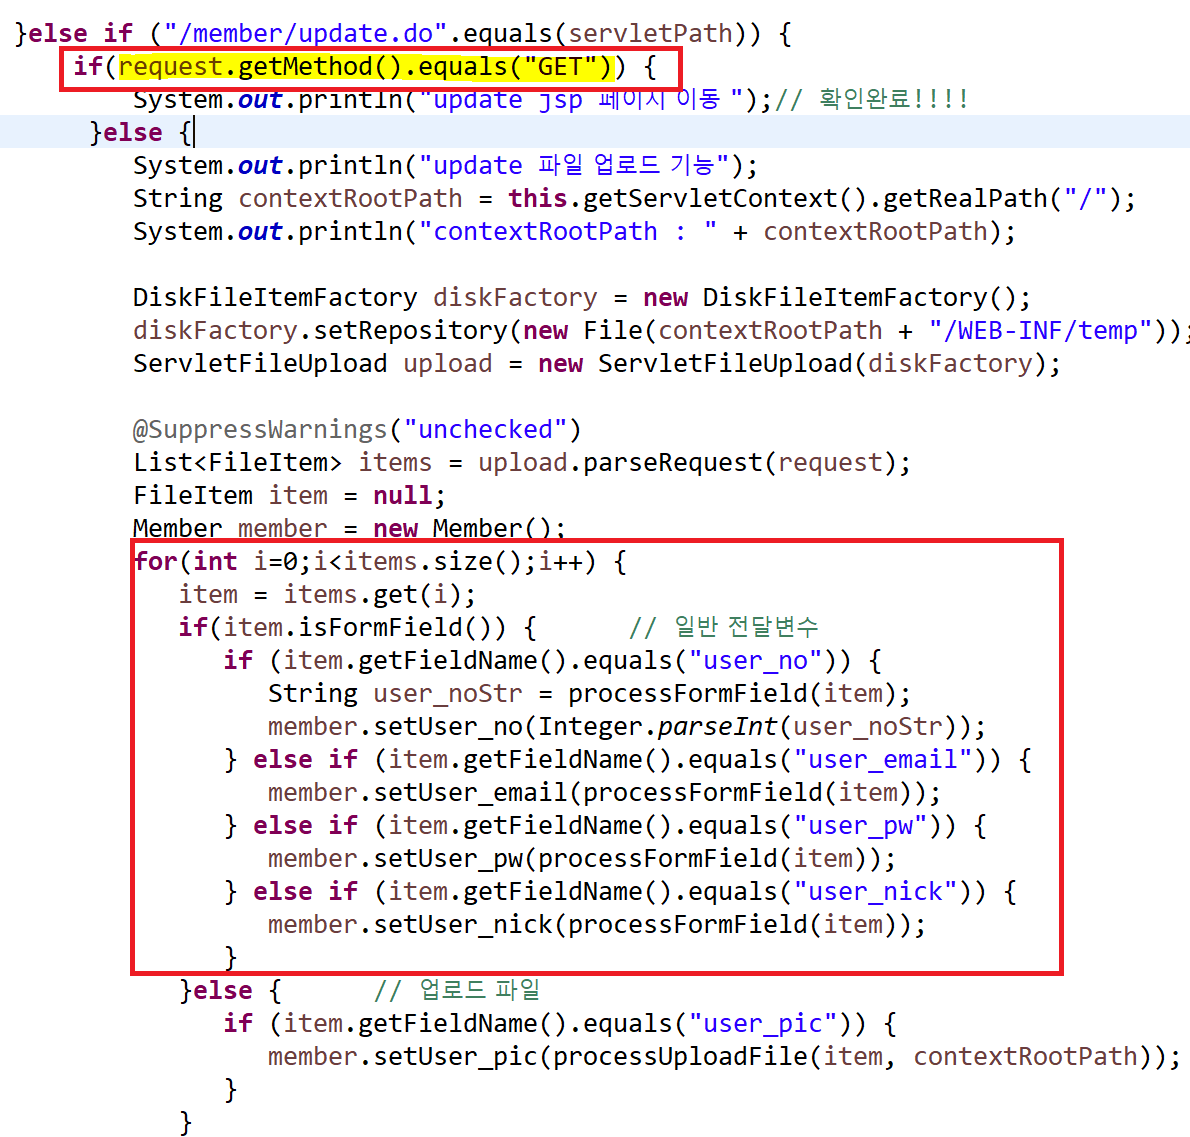 }else if ("/member/update.do".equals(servletPath)) {
if(request.getMethod().equals("GET")) {
System.out.println("update jsp 페이지 이동 ");// 확인완료!!!!
}else {
System.out.println("update 파일 업로드 기능");
String contextRootPath = this.getServletContext().getRealPath("/");
System.out.println("contextRootPath : " + contextRootPath);
DiskFileItemFactory diskFactory = new DiskFileItemFactory();
diskFactory.setRepository(new File(contextRootPath + "/WEB-INF/temp"));
ServletFileUpload upload = new ServletFileUpload(diskFactory);
@SuppressWarnings("unchecked")
List<FileItem> items = upload.parseRequest(request);
FileItem item = null;
Member member = new Member();
for(int i=0;i<items.size();i++) {
item = items.get(i);
if(item.isFormField()) { // 일반 전달변수
if (item.getFieldName().equals("user_no")) {
String user_noStr = processFormField(item);
member.setUser_no(Integer.parseInt(user_noStr));
} else if (item.getFieldName().equals("user_email")) {
member.setUser_email(processFormField(item));
} else if (item.getFieldName().equals("user_pw")) {
member.setUser_pw(processFormField(item));
} else if (item.getFieldName().equals("user_nick")) {
member.setUser_nick(processFormField(item));
}
}else { // 업로드 파일
if (item.getFieldName().equals("user_pic")) {
member.setUser_pic(processUploadFile(item, contextRootPath));
}
}